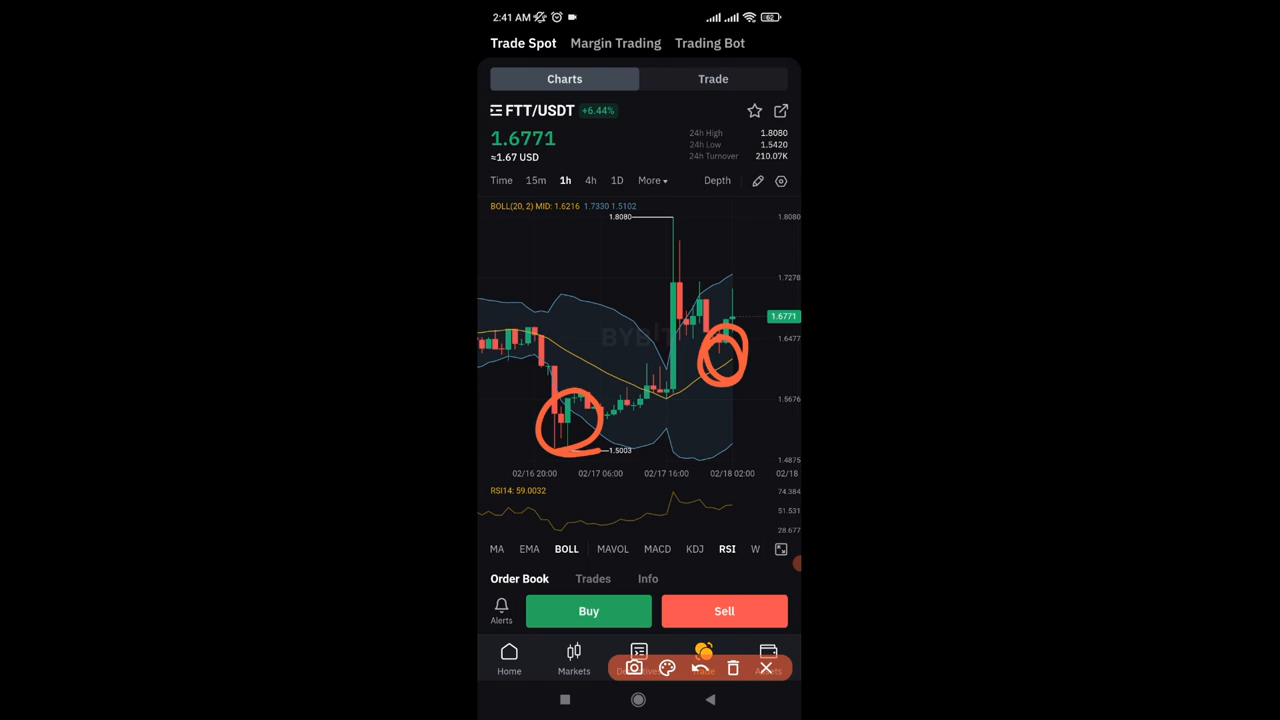 2:41 AM
62
Trade Spot Margin Trading Trading Bot
Charts Trade
FTT/USDT +6.44%
1.6771
≈1.67 USD
24h High 1.8080
24h Low 1.5420
24h Turnover 210.07K
Time 15m 1h 4h 1D More Depth
BOLL(20, 2) MID: 1.6216 1.7330 1.5102
1.8080
1.8080
1.7278
1.6771
BYBIT
1.6477
1.5676
1.5003
1.4875
02/16 20:00 02/17 06:00 02/17 16:00 02/18 02:00 02/18
RSI14: 59.0032
74.384
51.531
28.677
MA EMA BOLL MAVOL MACD KDJ RSI W
Order Book Trades Info
Alerts
Buy Sell
Home Markets Trade Assets